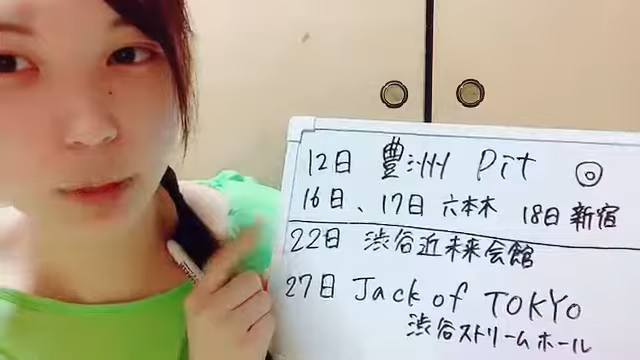 12日 豊洲 Pit ◎
16日、17日 六本木 18日 新宿
22日 渋谷近未来会館
27日 Jack of TOKYO
渋谷ストリームホール